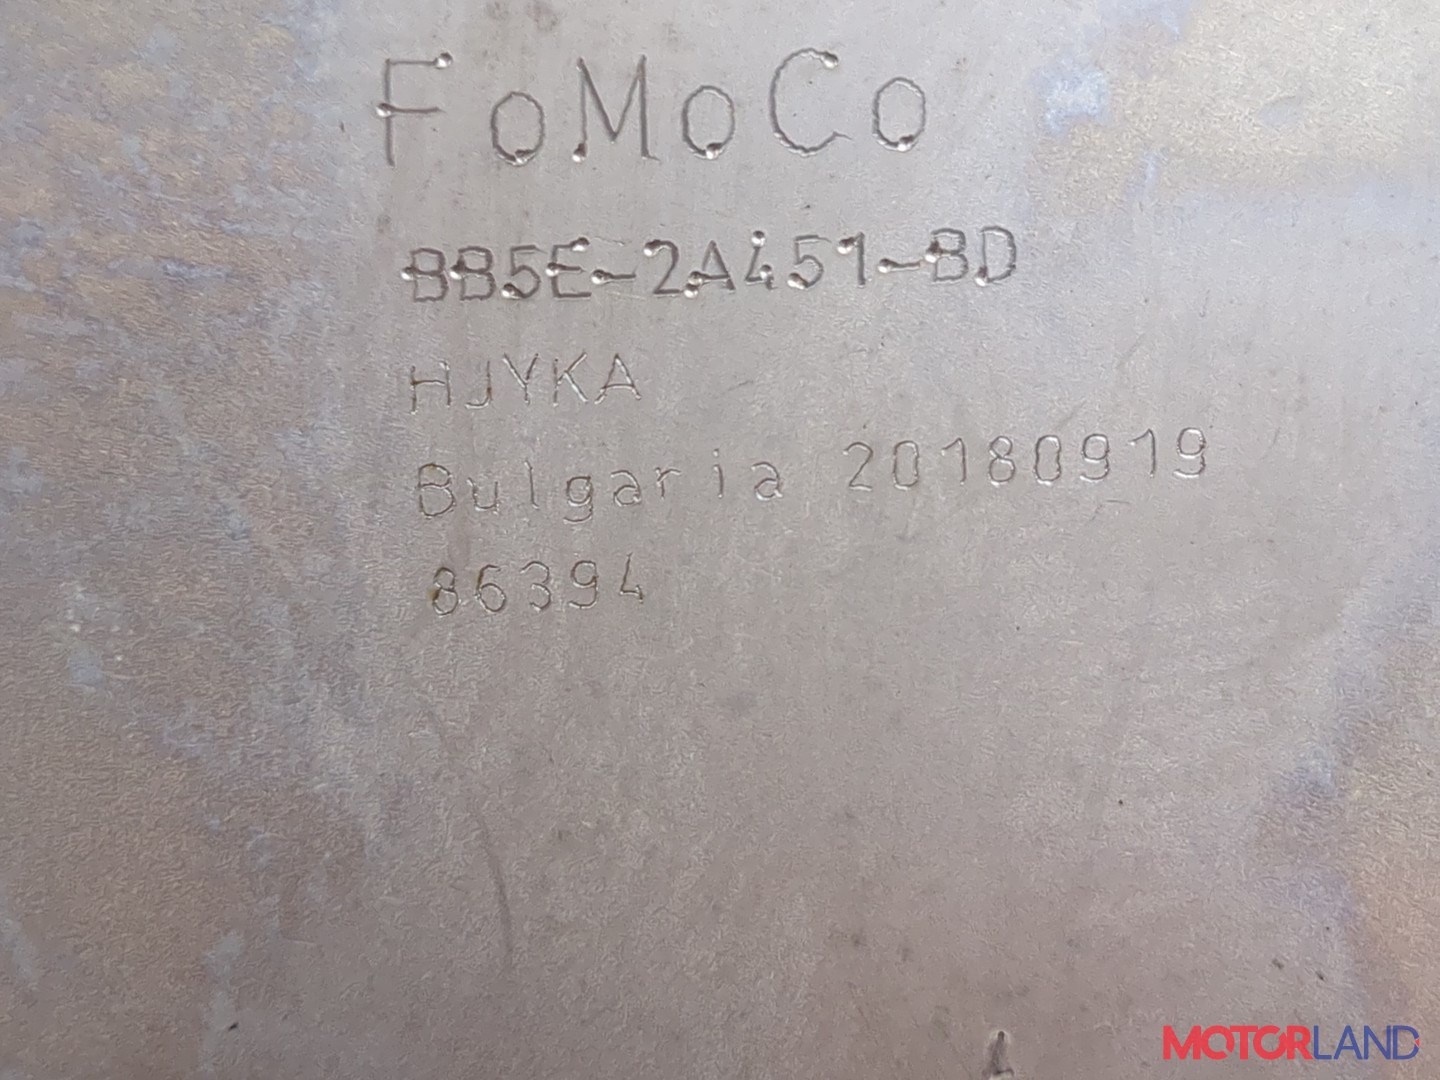 FoMoCo
BB5E-2A451-BD
HJYKA
Bulgaria 20180919
86394
MOTORLAND